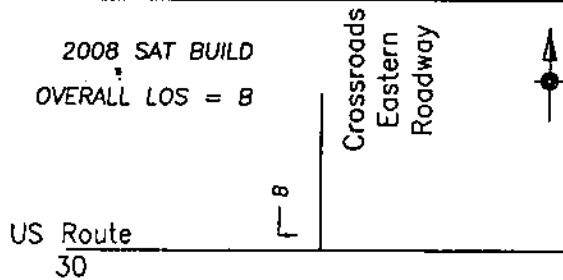 2008 SAT BUILD
OVERALL LOS = B
Crossroads
Eastern
Roadway
B
US Route
30